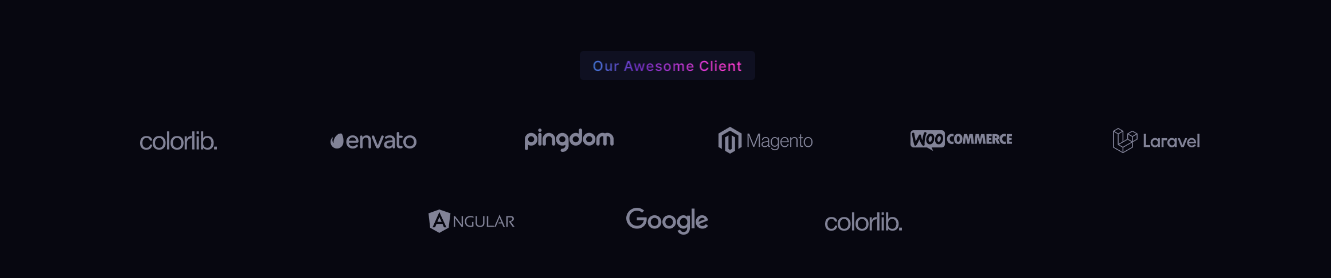 Our Awesome Client
colorlib. envato pingdom Magento WOOCOMMERCE Laravel
ANGULAR Google colorlib.